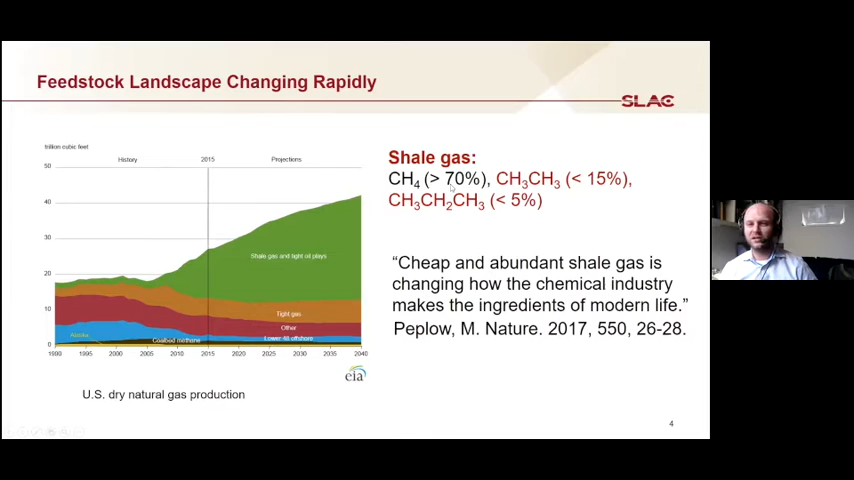 Feedstock Landscape Changing Rapidly
SLAC
trillion cubic feet
History
2015
Projections
50
40
30
20
10
0
Shale gas and tight oil plays
Tight gas
Other
Lower 48 offshore
Coalbed methane
Alaska
1990 1995 2000 2005 2010 2015 2020 2025 2030 2035 2040
eia
U.S. dry natural gas production
Shale gas:
CH4 (> 70%), CH3CH3 (< 15%),
CH3CH2CH3 (< 5%)
“Cheap and abundant shale gas is
changing how the chemical industry
makes the ingredients of modern life.”
Peplow, M. Nature. 2017, 550, 26-28.
4